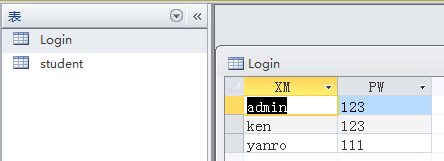 表
Login
student
Login
XM PW
admin 123
ken 123
yanro 111